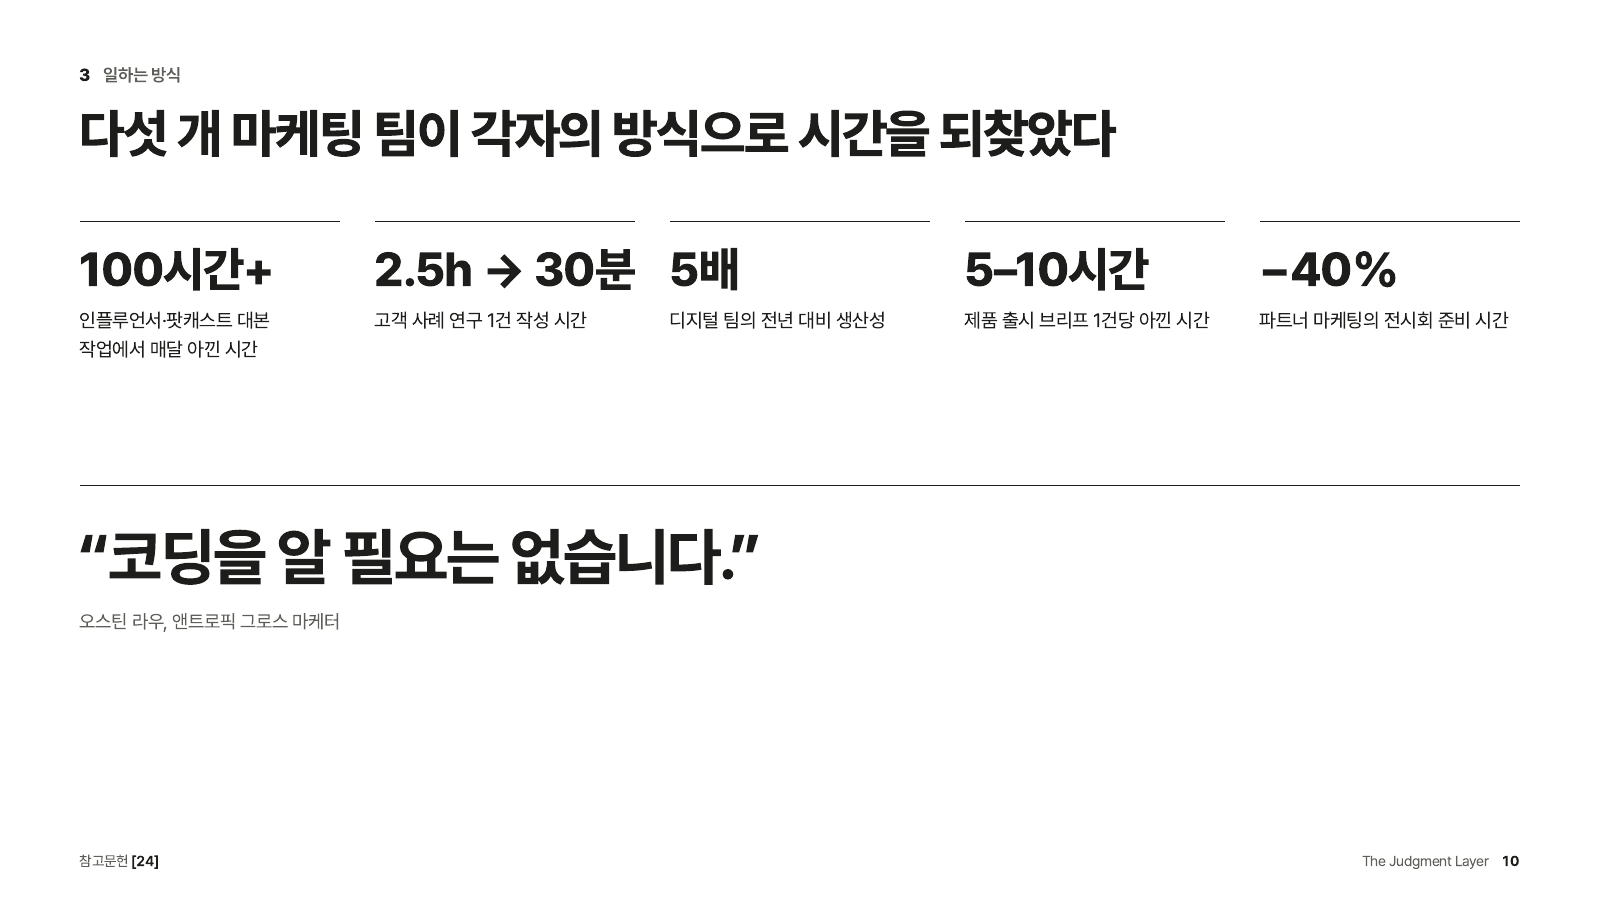 3 일하는 방식
다섯 개 마케팅 팀이 각자의 방식으로 시간을 되찾았다
100시간+
인플루언서·팟캐스트 대본
작업에서 매달 아낀 시간
2.5h → 30분
고객 사례 연구 1건 작성 시간
5배
디지털 팀의 전년 대비 생산성
5–10시간
제품 출시 브리프 1건당 아낀 시간
–40%
파트너 마케팅의 전시회 준비 시간
“코딩을 알 필요는 없습니다.”
오스틴 라우, 앤트로픽 그로스 마케터
참고문헌 [24]
The Judgment Layer 10